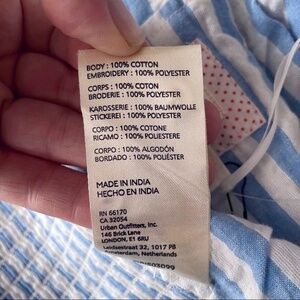 BODY : 100% COTTON
EMBROIDERY : 100% POLYESTER
CORPS : 100% COTON
BRODERIE : 100% POLYESTER
KAROSSERIE : 100% BAUMWOLLE
STICKEREI : 100% POLYESTER
CORPO : 100% COTONE
RICAMO : 100% POLIESTERE
CORPO : 100% ALGODÓN
BORDADO : 100% POLIÉSTER
MADE IN INDIA
HECHO EN INDIA
RN 66170
CA 32054
Urban Outfitters, Inc.
146 Brick Lane
LONDON, E1 6RU
Leidsestraat 32, 1017 PB
Amsterdam, Netherlands